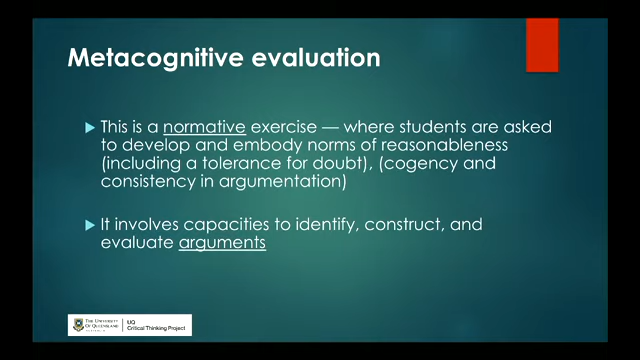 Metacognitive evaluation
This is a normative exercise — where students are asked
to develop and embody norms of reasonableness
(including a tolerance for doubt), (cogency and
consistency in argumentation)
It involves capacities to identify, construct, and
evaluate arguments
THE UNIVERSITY
OF QUEENSLAND
AUSTRALIA
UQ
Critical Thinking Project